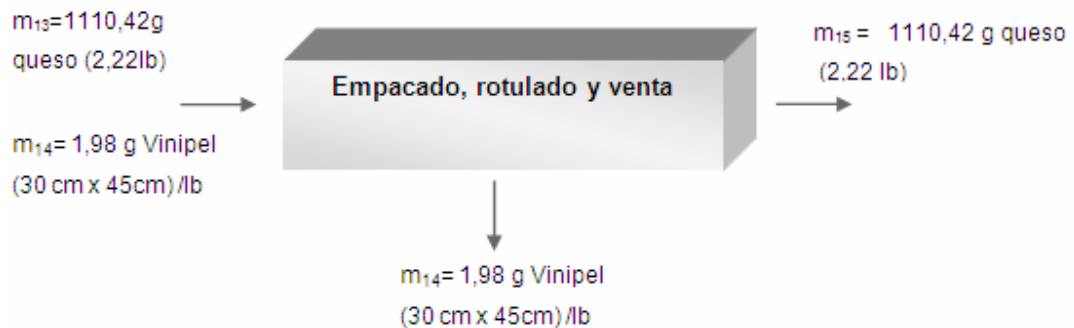 m₁₃=1110,42g
queso (2,22lb)
m₁₄= 1,98 g Vinipel
(30 cm x 45cm) /lb
Empacado, rotulado y venta
m₁₅ = 1110,42 g queso
(2,22 lb)
m₁₄= 1,98 g Vinipel
(30 cm x 45cm) /lb